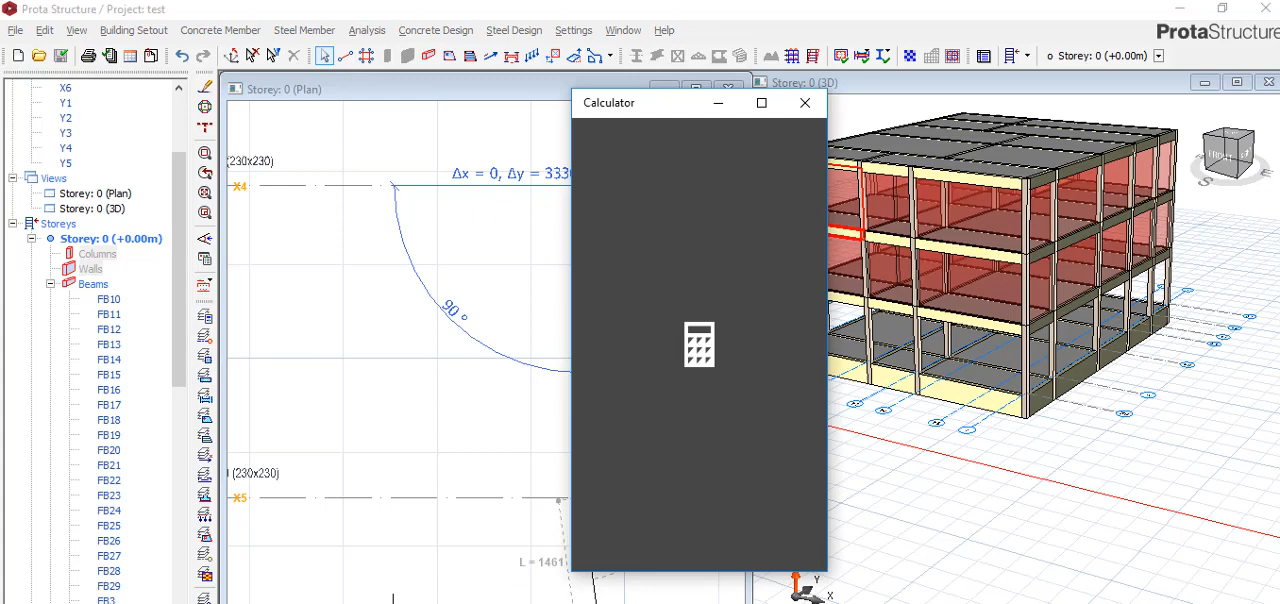 Prota Structure / Project: test
File Edit View Building Setout Concrete Member Steel Member Analysis Concrete Design Steel Design Settings Window Help
ProtaStructure
Storey: 0 (+0.00m)
Storey: 0 (Plan)
Storey: 0 (3D)
Calculator
X6
Y1
Y2
Y3
Y4
Y5
Views
Storey: 0 (Plan)
Storey: 0 (3D)
Storeys
Storey: 0 (+0.00m)
Columns
Walls
Beams
FB10
FB11
FB12
FB13
FB14
FB15
FB16
FB17
FB18
FB19
FB20
FB21
FB22
FB23
FB24
FB25
FB26
FB27
FB28
FB29
FB3
(230x230)
X4
Δx = 0, Δy = 333
90 °
(230x230)
X5
L = 1461
FRONT
S
E
Y
X